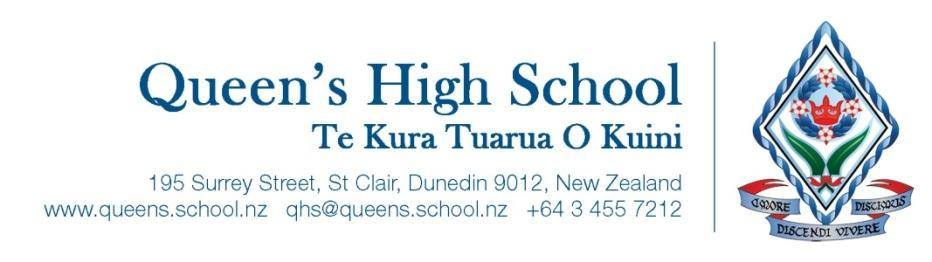 Queen's High School
Te Kura Tuarua O Kuini
195 Surrey Street, St Clair, Dunedin 9012, New Zealand
www.queens.school.nz qhs@queens.school.nz +64 3 455 7212
AMORE DISCIMUS
DISCENDI VIVERE